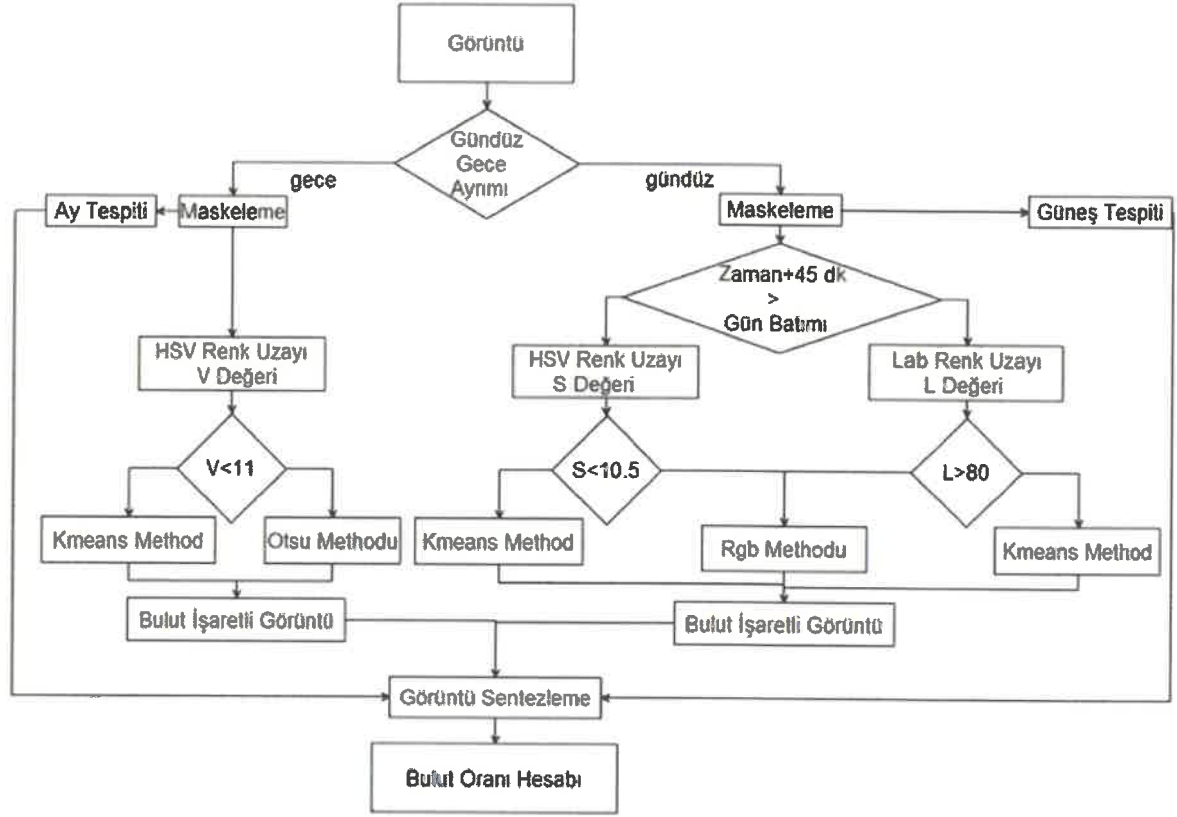 Görüntü
Gündüz
Gece
Ayrımı
gece
gündüz
Ay Tespiti
Maskeleme
Maskeleme
Güneş Tespiti
Zaman+45 dk
>
Gün Batımı
HSV Renk Uzayı
V Değeri
HSV Renk Uzayı
S Değeri
Lab Renk Uzayı
L Değeri
V<11
S<10.5
L>80
Kmeans Method
Otsu Methodu
Kmeans Method
Rgb Methodu
Kmeans Method
Bulut İşaretli Görüntü
Bulut İşaretli Görüntü
Görüntü Sentezleme
Bulut Oranı Hesabı